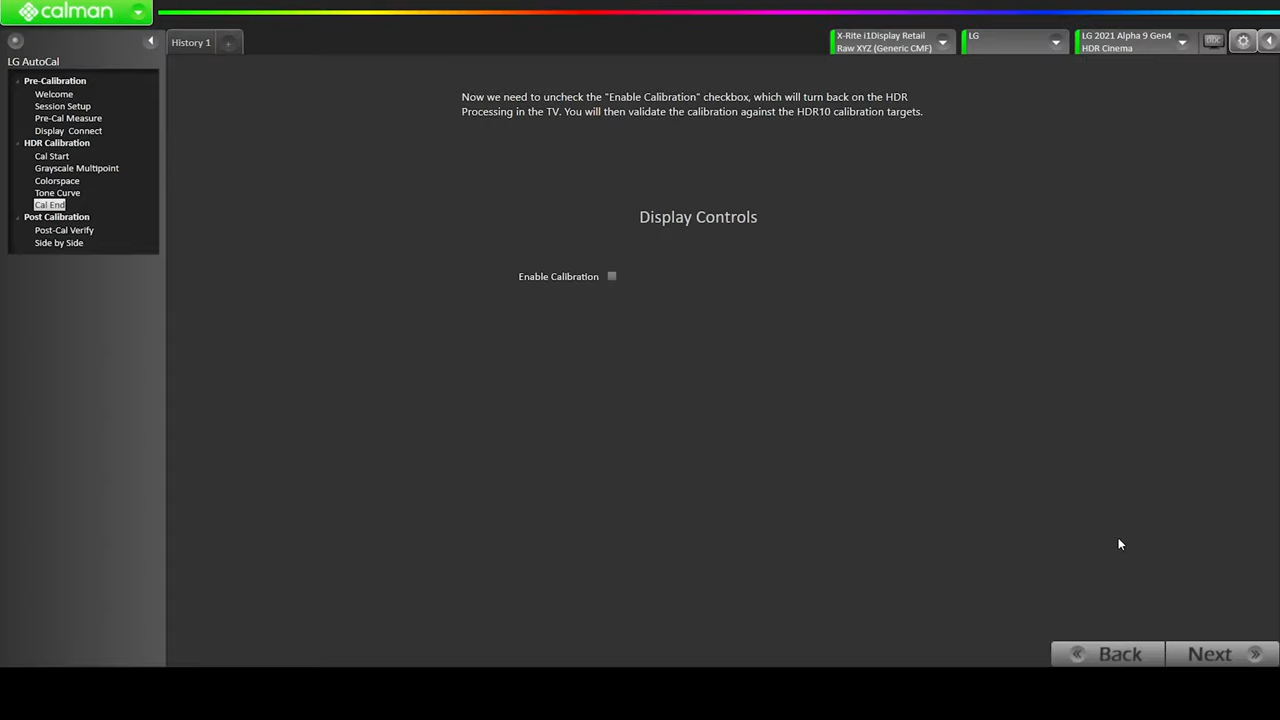 calman
History 1
X-Rite i1Display Retail
Raw XYZ (Generic CMF)
LG
LG 2021 Alpha 9 Gen4
HDR Cinema
LG AutoCal
Pre-Calibration
Welcome
Session Setup
Pre-Cal Measure
Display Connect
HDR Calibration
Cal Start
Grayscale Multipoint
Colorspace
Tone Curve
Cal End
Post Calibration
Post-Cal Verify
Side by Side
Now we need to uncheck the "Enable Calibration" checkbox, which will turn back on the HDR
Processing in the TV. You will then validate the calibration against the HDR10 calibration targets.
Display Controls
Enable Calibration
Back
Next